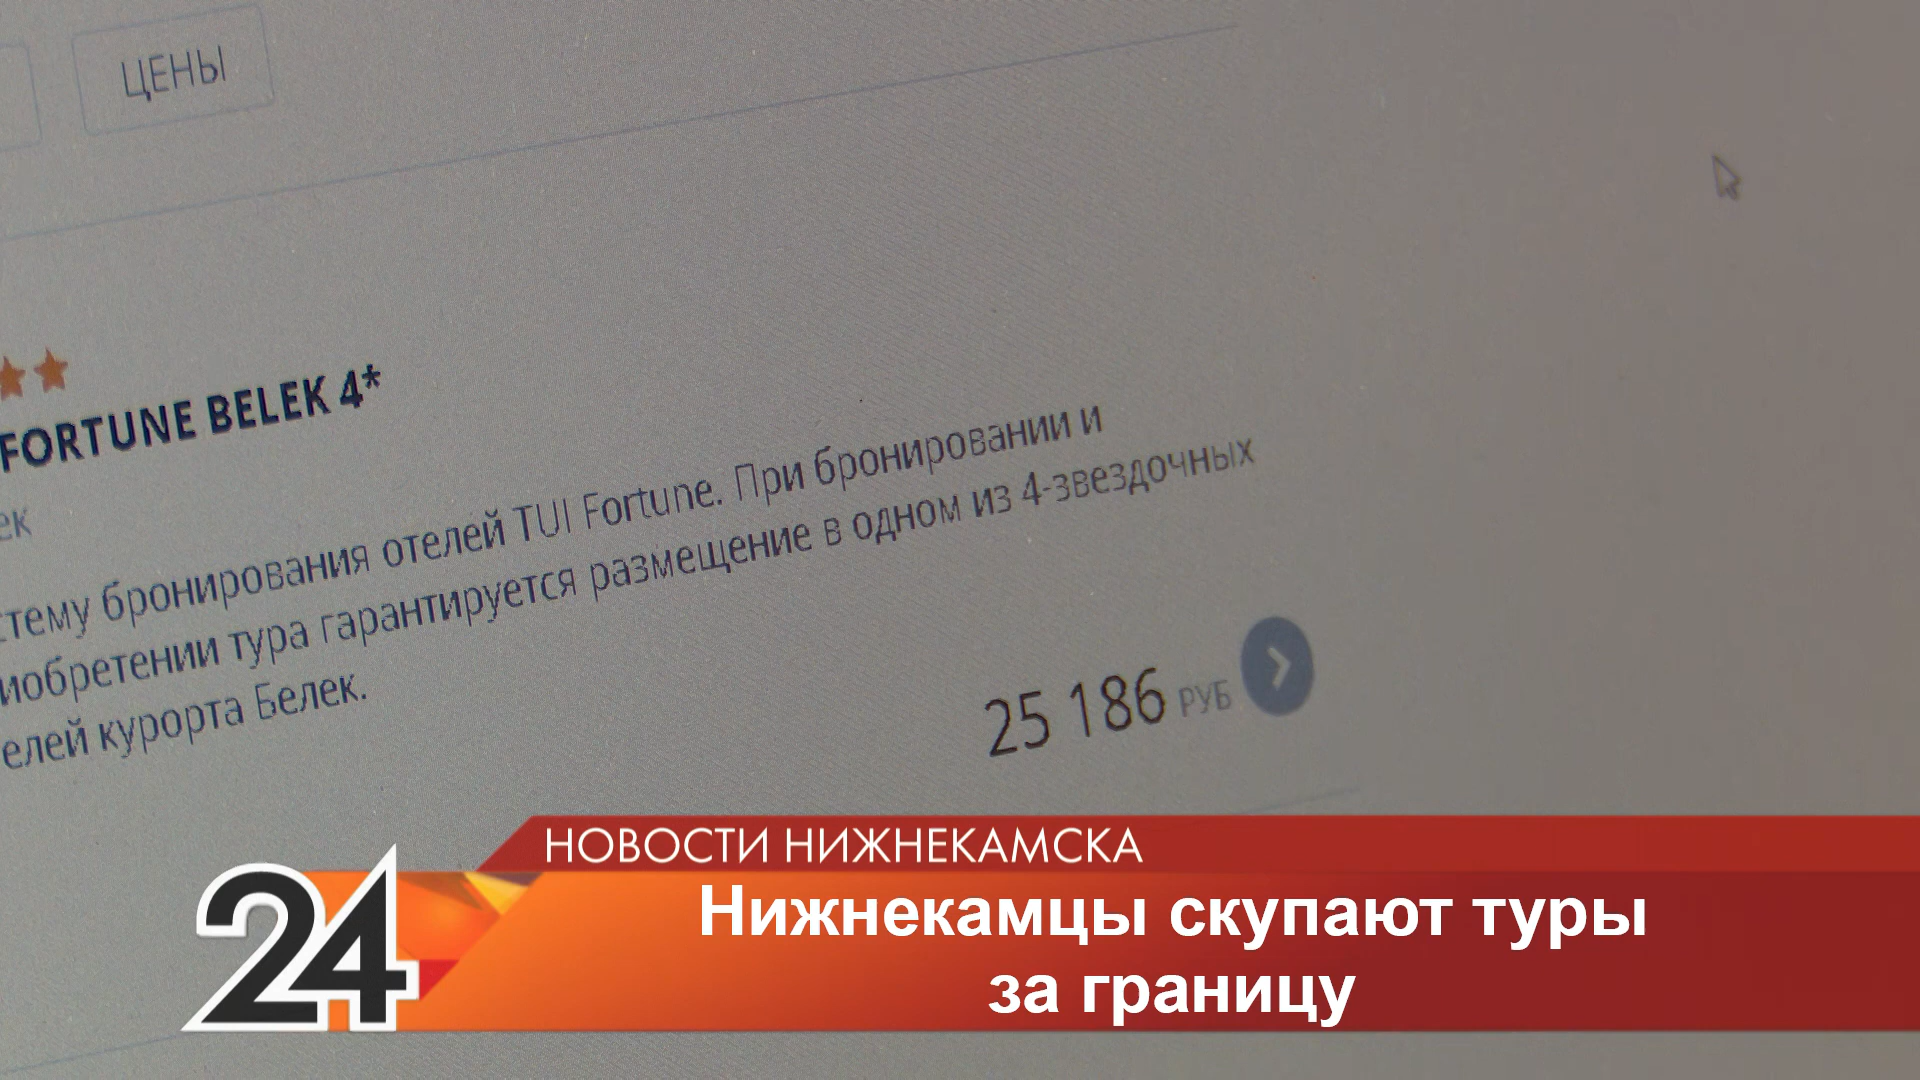 ЦЕНЫ
FORTUNE BELEK 4*
ек
стему бронирования отелей TUI Fortune. При бронировании и
иобретении тура гарантируется размещение в одном из 4-звездочных
елей курорта Белек.
25 186 РУБ
НОВОСТИ НИЖНЕКАМСКА
24
Нижнекамцы скупают туры
за границу